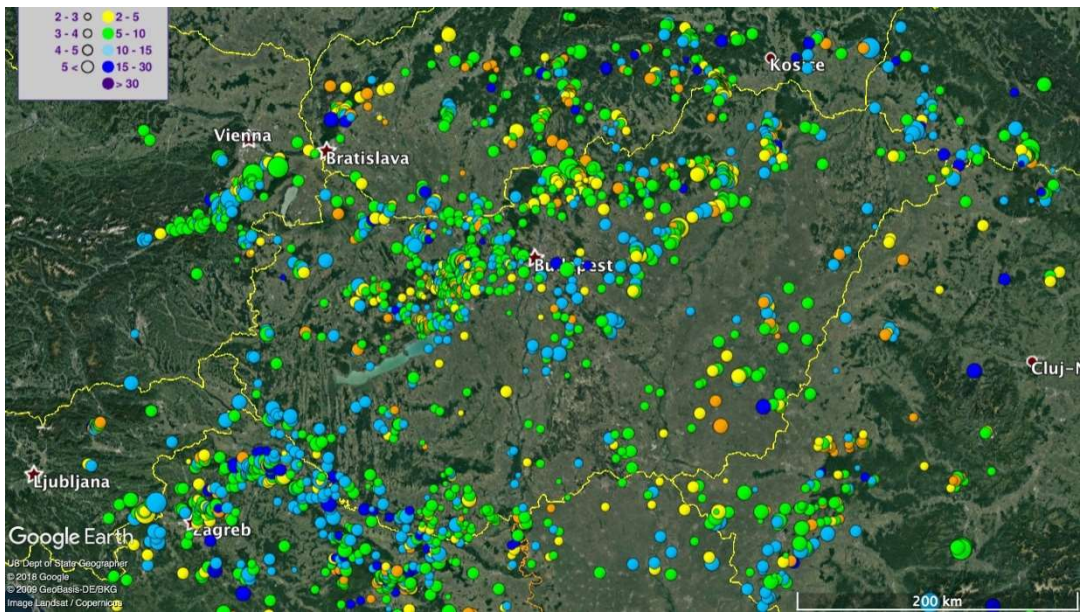 2 - 3 2 - 5
3 - 4 5 - 10
4 - 5 10 - 15
5 < 15 - 30
> 30
Košice
Vienna
Bratislava
Budapest
Cluj-N
Ljubljana
Zagreb
Google Earth
US Dept of State Geographer
© 2016 Google
© 2009 GeoBasis-DE/BKG
Image Landsat / Copernicus
200 km